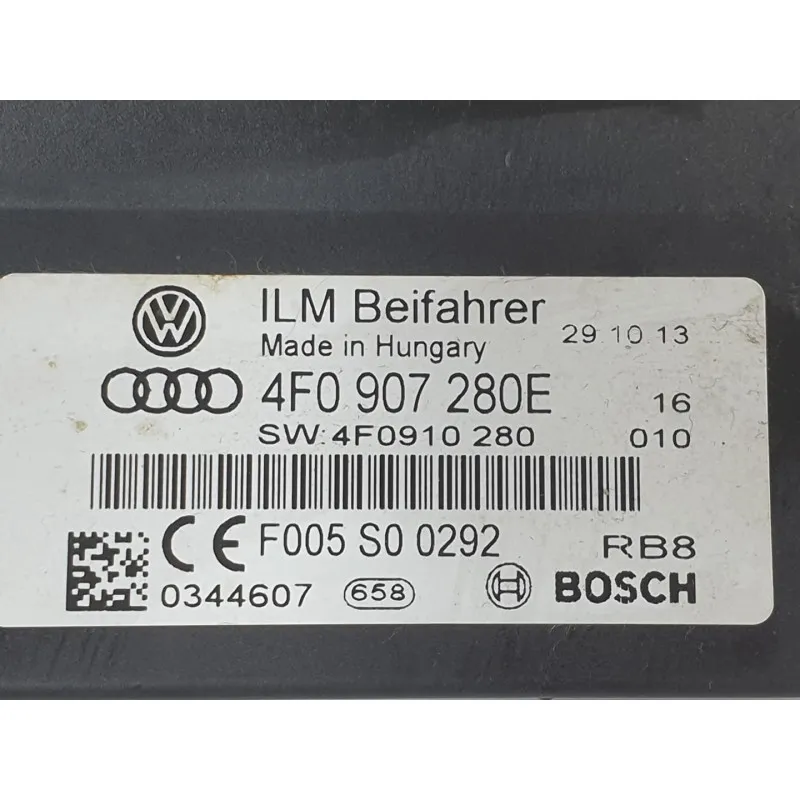 ILM Beifahrer
Made in Hungary 29.10.13
4F0 907 280E 16
SW:4F0910 280 010
CE F005 S0 0292 RB8
0344607 658 BOSCH